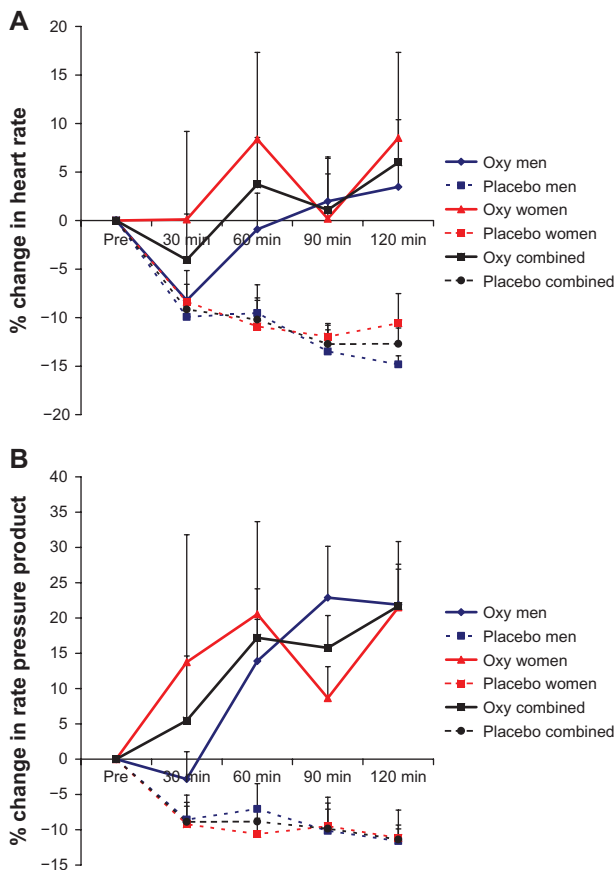 A
% change in heart rate
20
15
10
5
0
−5
−10
−15
−20
Pre 30 min 60 min 90 min 120 min
Oxy men
Placebo men
Oxy women
Placebo women
Oxy combined
Placebo combined
B
% change in rate pressure product
40
35
30
25
20
15
10
5
0
−5
−10
−15
Pre 30 min 60 min 90 min 120 min
Oxy men
Placebo men
Oxy women
Placebo women
Oxy combined
Placebo combined